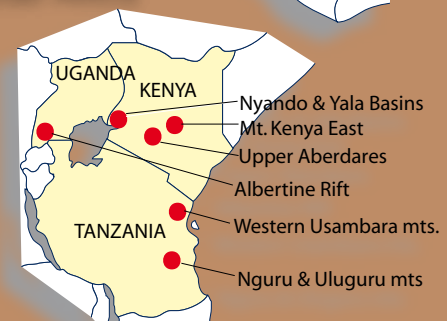 UGANDA
KENYA
Nyando & Yala Basins
Mt. Kenya East
Upper Aberdares
Albertine Rift
TANZANIA
Western Usambara mts.
Nguru & Uluguru mts